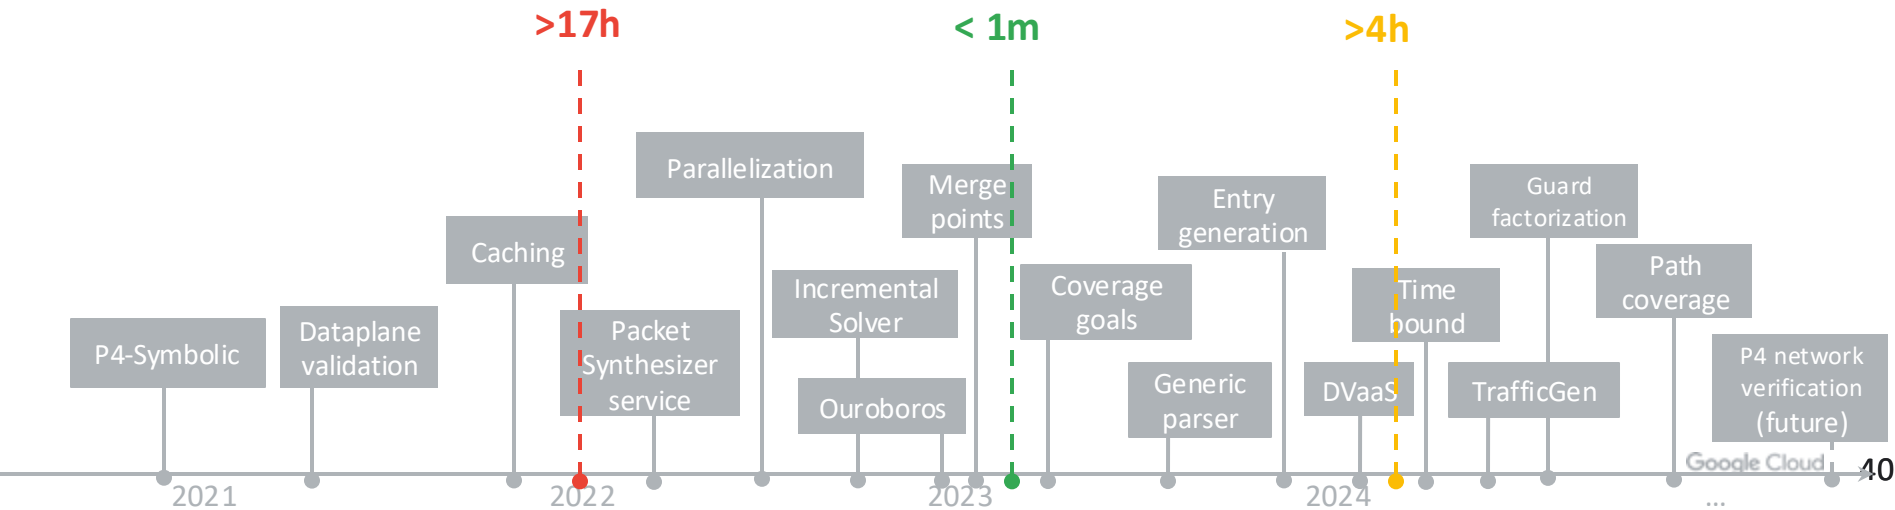 >17h
< 1m
>4h
Parallelization
Merge
points
Entry
generation
Guard
factorization
Caching
Incremental
Solver
Coverage
goals
Time
bound
Path
coverage
P4-Symbolic
Dataplane
validation
Packet
Synthesizer
service
Ouroboros
Generic
parser
DVaaS
TrafficGen
P4 network
verification
(future)
Google Cloud
40
2021
2022
2023
2024
...